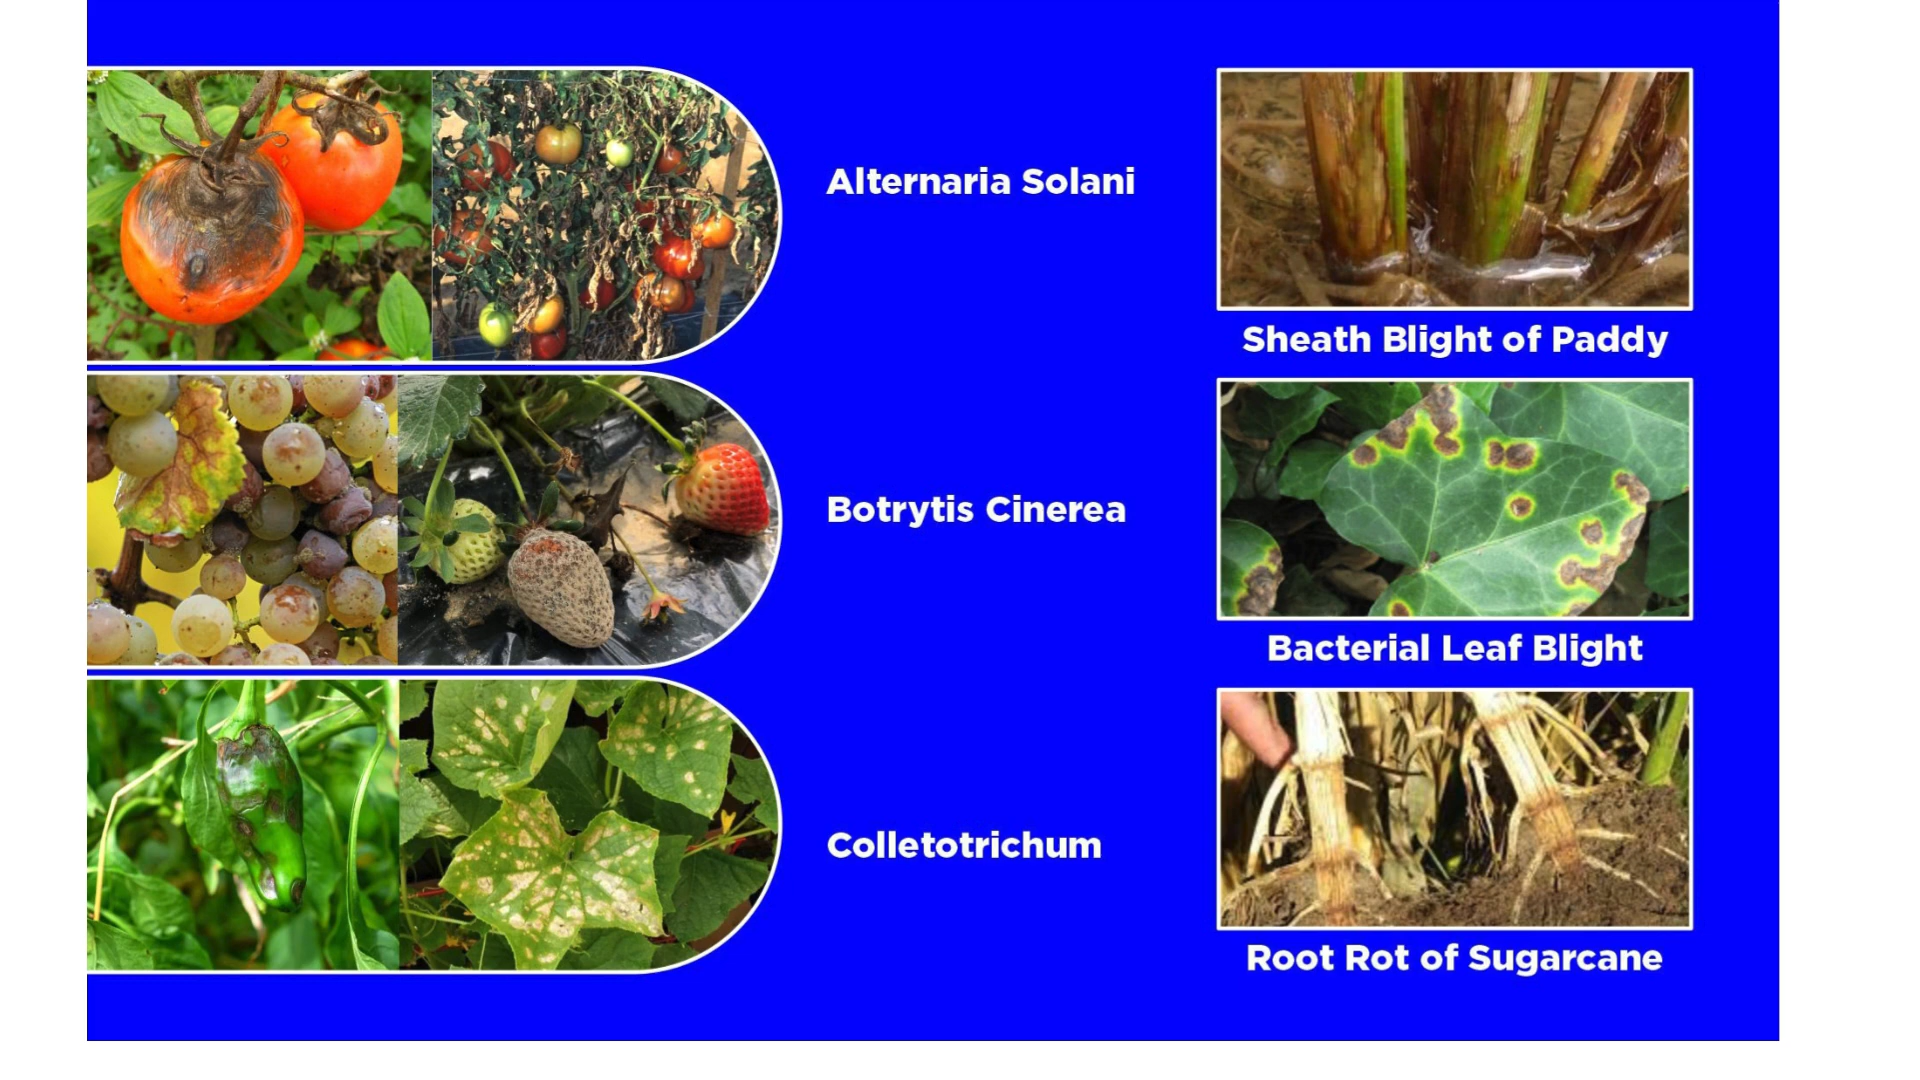 Alternaria Solani
Sheath Blight of Paddy
Botrytis Cinerea
Bacterial Leaf Blight
Colletotrichum
Root Rot of Sugarcane